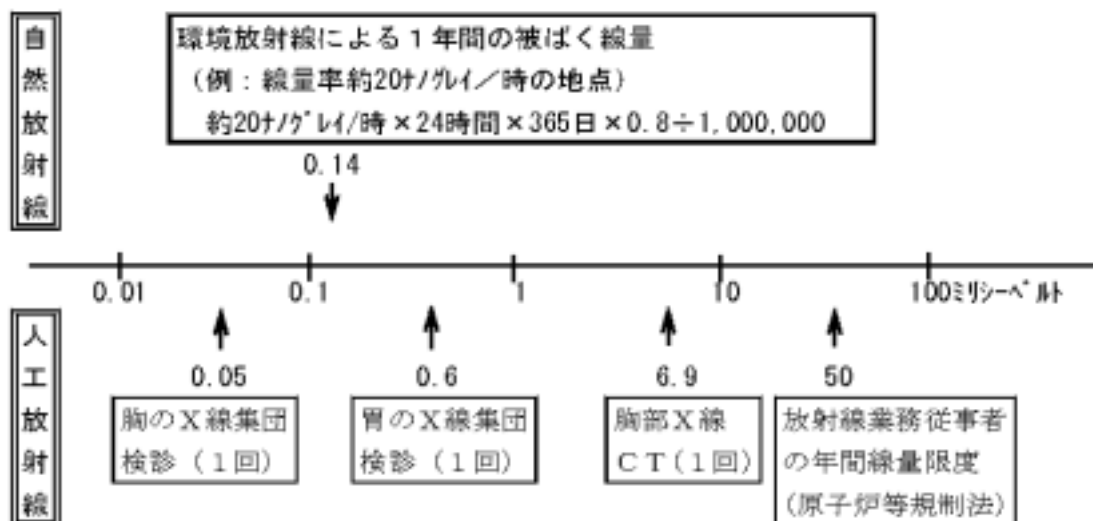 自然放射線
環境放射線による1年間の被ばく線量
(例:線量率約20ナノグレイ/時の地点)
約20ナノグレイ/時×24時間×365日×0.8÷1,000,000
0.14
0.01
0.1
1
10
100ミリシーベルト
人工放射線
0.05
0.6
6.9
50
胸のX線集団
検診(1回)
胃のX線集団
検診(1回)
胸部X線
CT(1回)
放射線業務従事者
の年間線量限度
(原子炉等規制法)